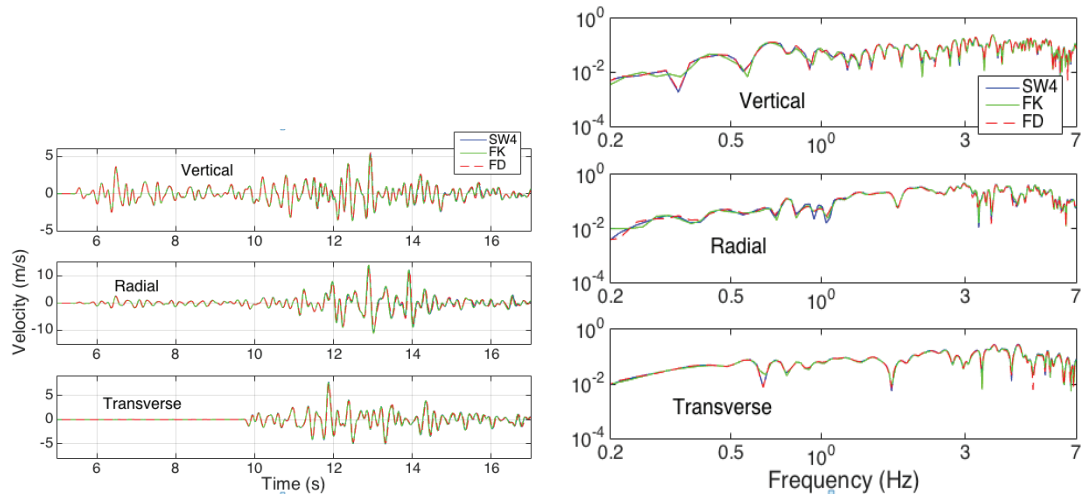 SW4
FK
FD
Vertical
5
0
-5
6 8 10 12 14 16
Velocity (m/s)
Radial
10
0
-10
6 8 10 12 14 16
Transverse
5
0
-5
6 8 10 12 14 16
Time (s)
10^0
10^-2
10^-4
Vertical
SW4
FK
FD
0.2 0.5 10^0 3 7
10^0
10^-2
10^-4
Radial
0.2 0.5 10^0 3 7
10^0
10^-2
10^-4
Transverse
0.2 0.5 10^0 3 7
Frequency (Hz)